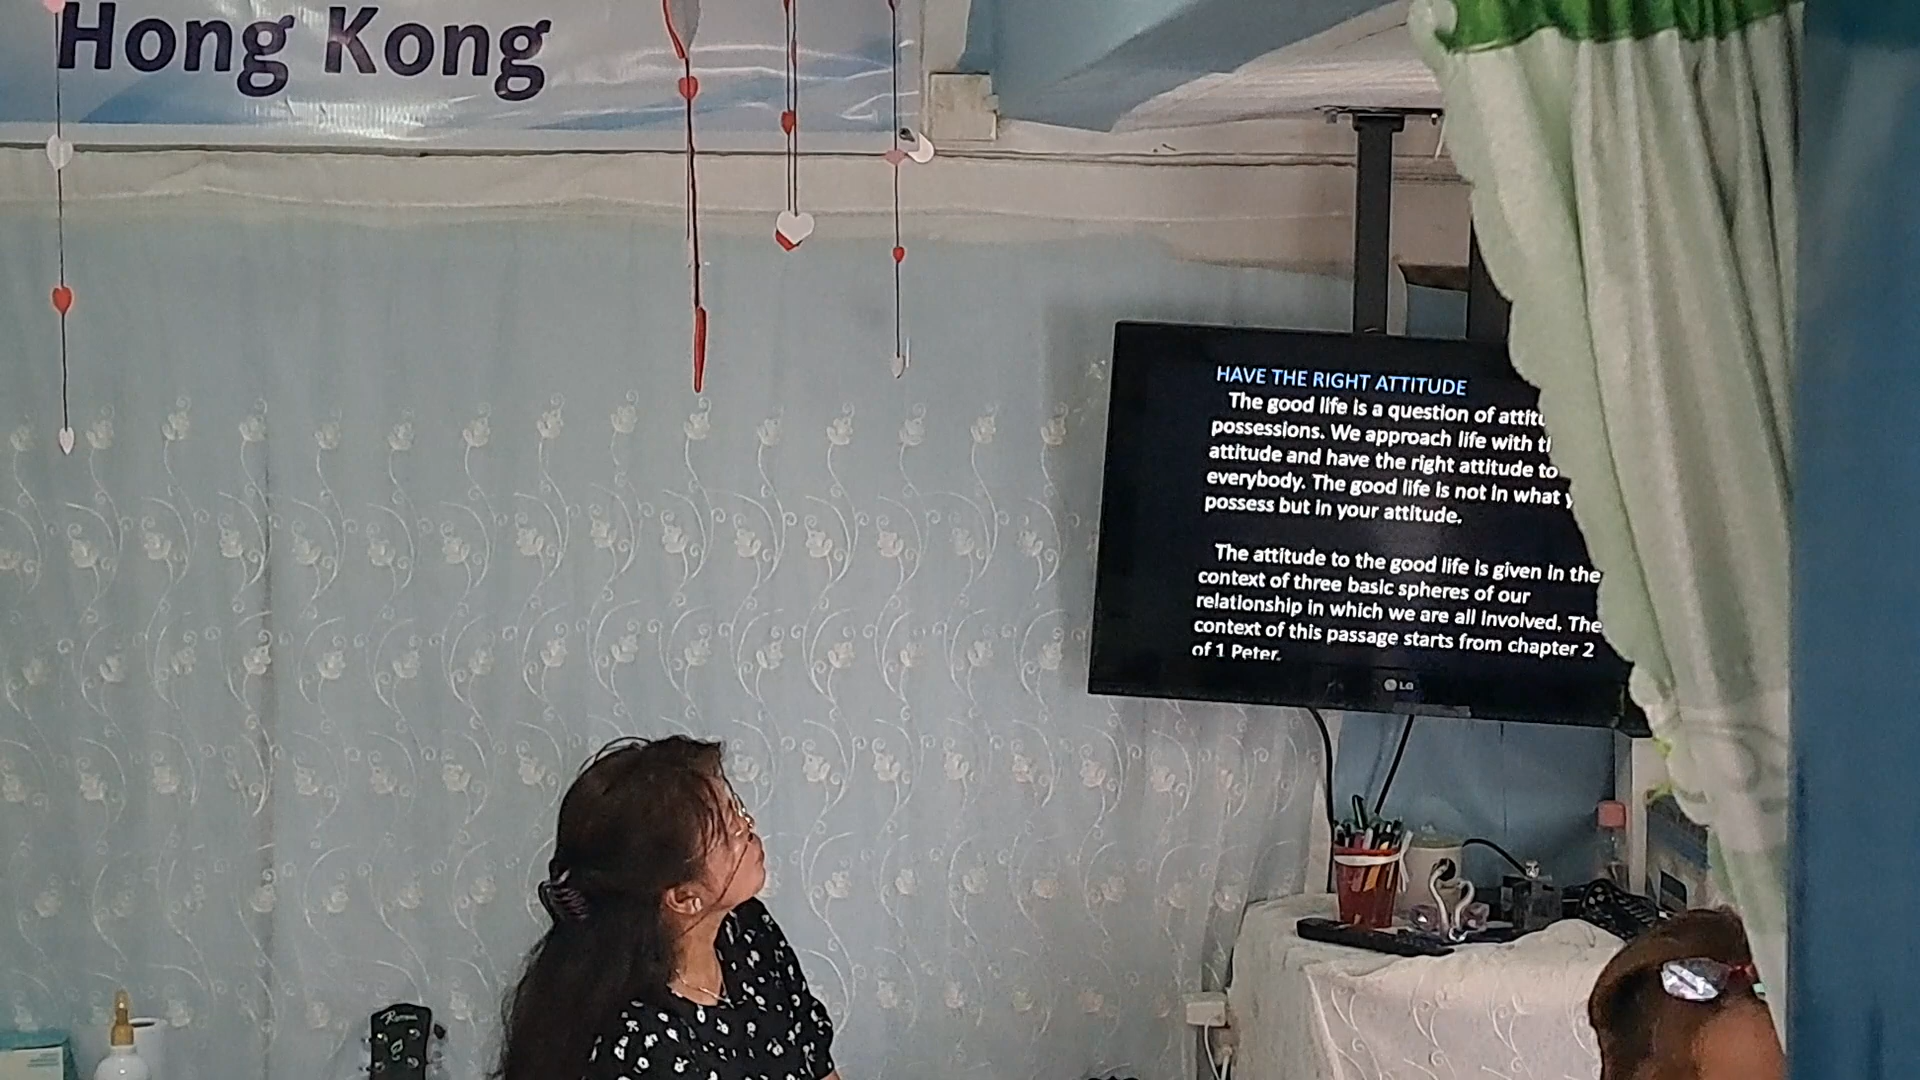 Hong Kong
HAVE THE RIGHT ATTITUDE
The good life is a question of
possessions. We approach life with
attitude and have the right attitude to
everybody. The good life is not in what
possess but in your attitude.
The attitude to the good life is given in the
context of three basic spheres of our
relationship in which we are all involved. The
context of this passage starts from chapter 2
of 1 Peter.
LG